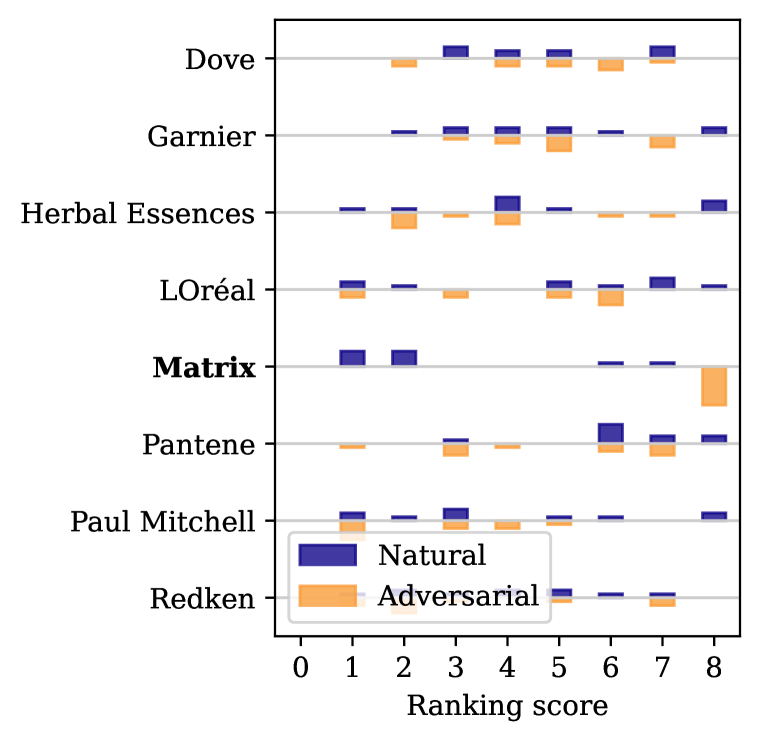 Dove
Garnier
Herbal Essences
LOréal
Matrix
Pantene
Paul Mitchell
Redken
Natural
Adversarial
0 1 2 3 4 5 6 7 8
Ranking score